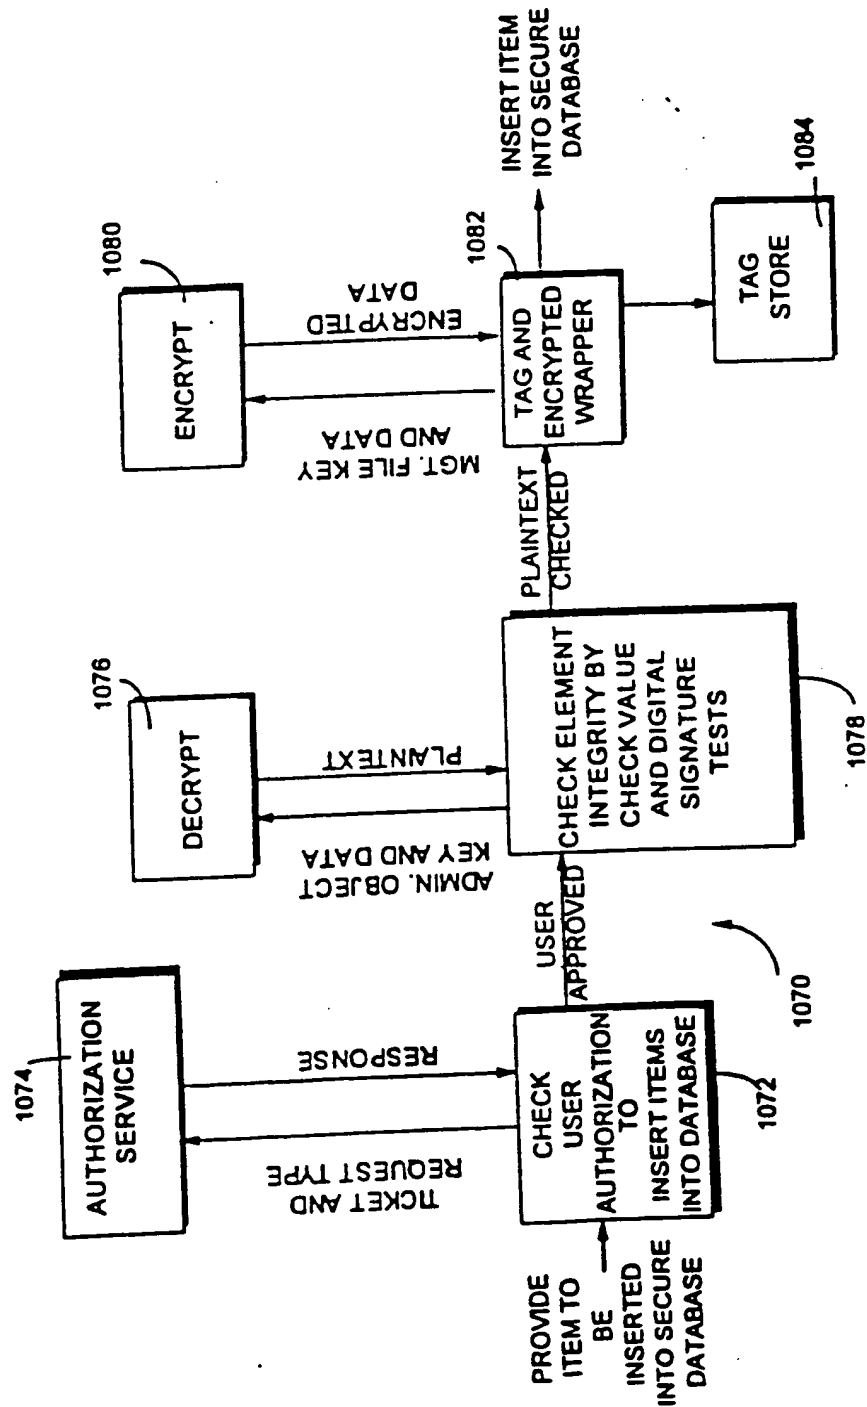 1074
AUTHORIZATION
SERVICE
TICKET AND
REQUEST TYPE
RESPONSE
PROVIDE
ITEM TO
BE
INSERTED
INTO SECURE
DATABASE
CHECK
USER
AUTHORIZATION
TO
INSERT ITEMS
INTO DATABASE
1072
1070
USER
APPROVED
1076
DECRYPT
ADMIN. OBJECT
KEY AND DATA
PLAINTEXT
CHECK ELEMENT
INTEGRITY BY
CHECK VALUE
AND DIGITAL
SIGNATURE
TESTS
1078
PLAINTEXT
CHECKED
1080
ENCRYPT
MGT. FILE KEY
AND DATA
ENCRYPTED
DATA
1082
TAG AND
ENCRYPTED
WRAPPER
INSERT ITEM
INTO SECURE
DATABASE
TAG
STORE
1084